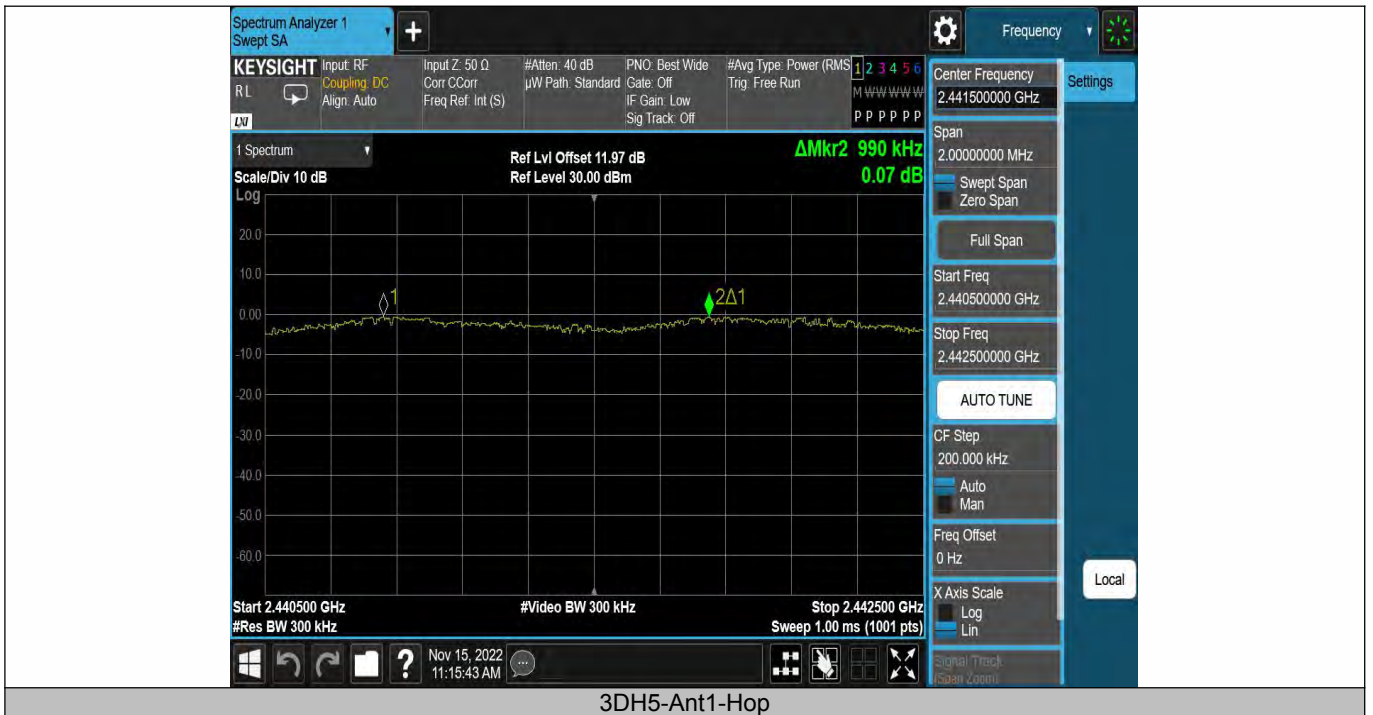 Spectrum Analyzer 1
Swept SA
+
Frequency
KEYSIGHT
RL
LXI
Input: RF
Coupling: DC
Align: Auto
Input Z: 50 Ω
Corr CCorr
Freq Ref: Int (S)
#Atten: 40 dB
µW Path: Standard
PNO: Best Wide
Gate: Off
IF Gain: Low
Sig Track: Off
#Avg Type: Power (RMS
Trig: Free Run
1 2 3 4 5 6
M W W W W W
P P P P P P
1 Spectrum
Scale/Div 10 dB
Log
Ref Lvl Offset 11.97 dB
Ref Level 30.00 dBm
ΔMkr2 990 kHz
0.07 dB
20.0
10.0
0.00
-10.0
-20.0
-30.0
-40.0
-50.0
-60.0
1
2Δ1
Start 2.440500 GHz
#Res BW 300 kHz
#Video BW 300 kHz
Stop 2.442500 GHz
Sweep 1.00 ms (1001 pts)
Center Frequency
2.441500000 GHz
Settings
Span
2.00000000 MHz
Swept Span
Zero Span
Full Span
Start Freq
2.440500000 GHz
Stop Freq
2.442500000 GHz
AUTO TUNE
CF Step
200.000 kHz
Auto
Man
Freq Offset
0 Hz
X Axis Scale
Log
Lin
Signal Track
(Span Zoom)
Local
?
Nov 15, 2022
11:15:43 AM
3DH5-Ant1-Hop